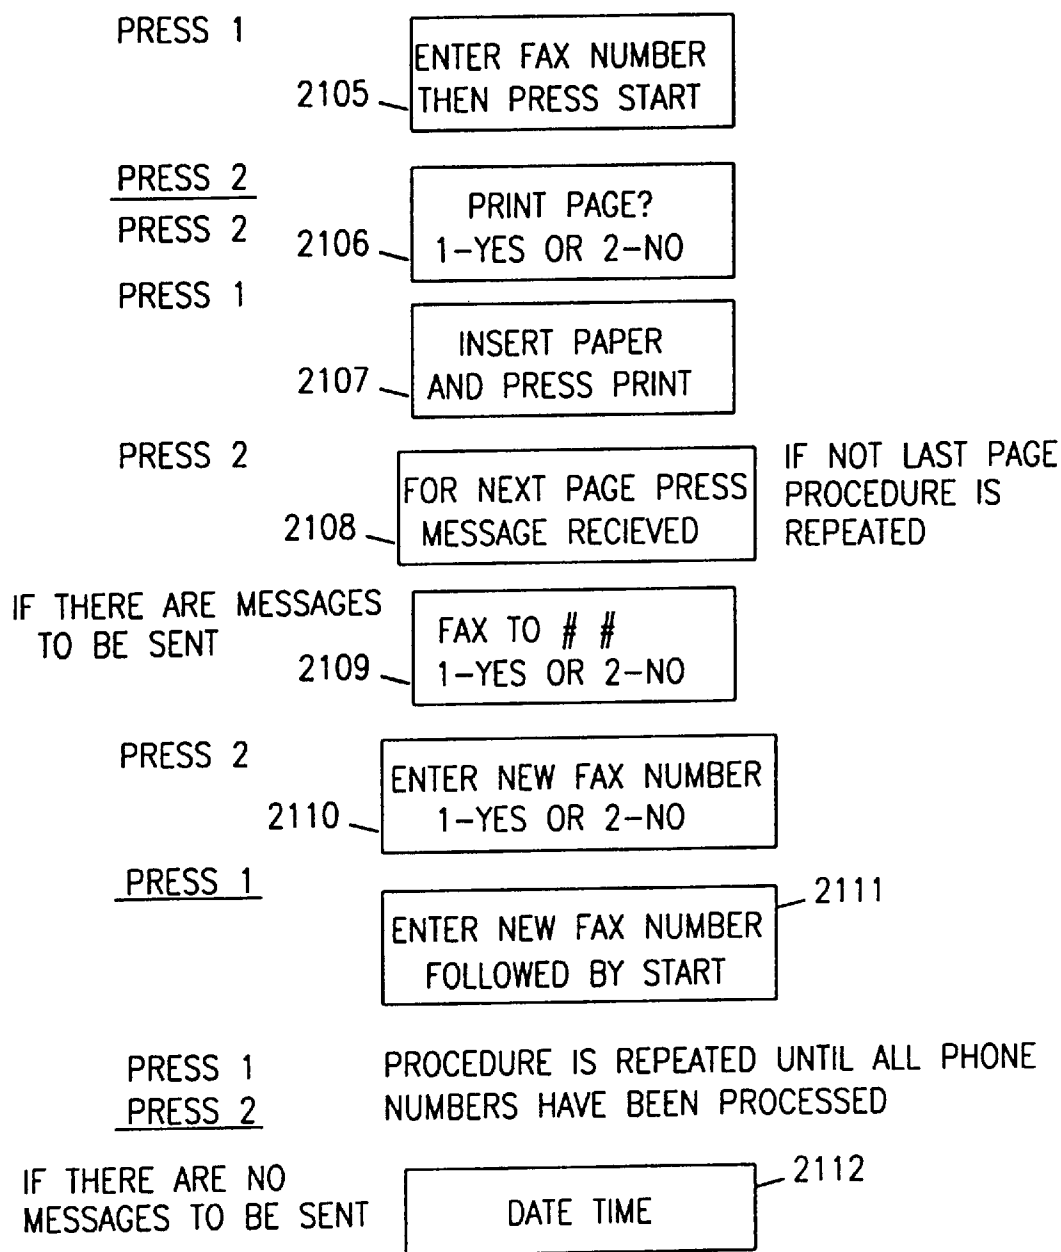 PRESS 1
ENTER FAX NUMBER
THEN PRESS START
2105
PRESS 2
PRESS 2
PRINT PAGE?
1-YES OR 2-NO
2106
PRESS 1
INSERT PAPER
AND PRESS PRINT
2107
PRESS 2
FOR NEXT PAGE PRESS
MESSAGE RECIEVED
2108
IF NOT LAST PAGE
PROCEDURE IS
REPEATED
IF THERE ARE MESSAGES
TO BE SENT
FAX TO # #
1-YES OR 2-NO
2109
PRESS 2
ENTER NEW FAX NUMBER
1-YES OR 2-NO
2110
PRESS 1
2111
ENTER NEW FAX NUMBER
FOLLOWED BY START
PRESS 1
PRESS 2
PROCEDURE IS REPEATED UNTIL ALL PHONE
NUMBERS HAVE BEEN PROCESSED
IF THERE ARE NO
MESSAGES TO BE SENT
DATE TIME
2112